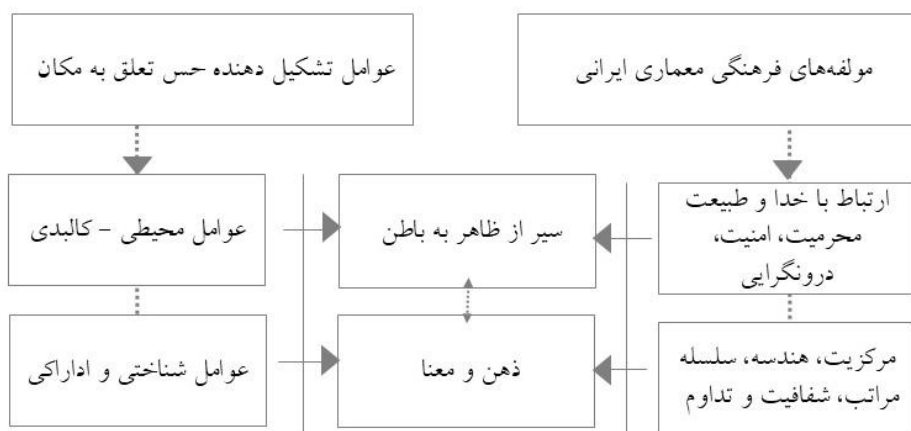 مولفه‌های فرهنگی معماری ایرانی
عوامل تشکیل دهنده حس تعلق به مکان
ارتباط با خدا و طبیعت
محرمیت، امنیت،
درونگرایی
سیر از ظاهر به باطن
عوامل محیطی - کالبدی
مرکزیت، هندسه، سلسله
مراتب، شفافیت و تداوم
ذهن و معنا
عوامل شناختی و اداراکی